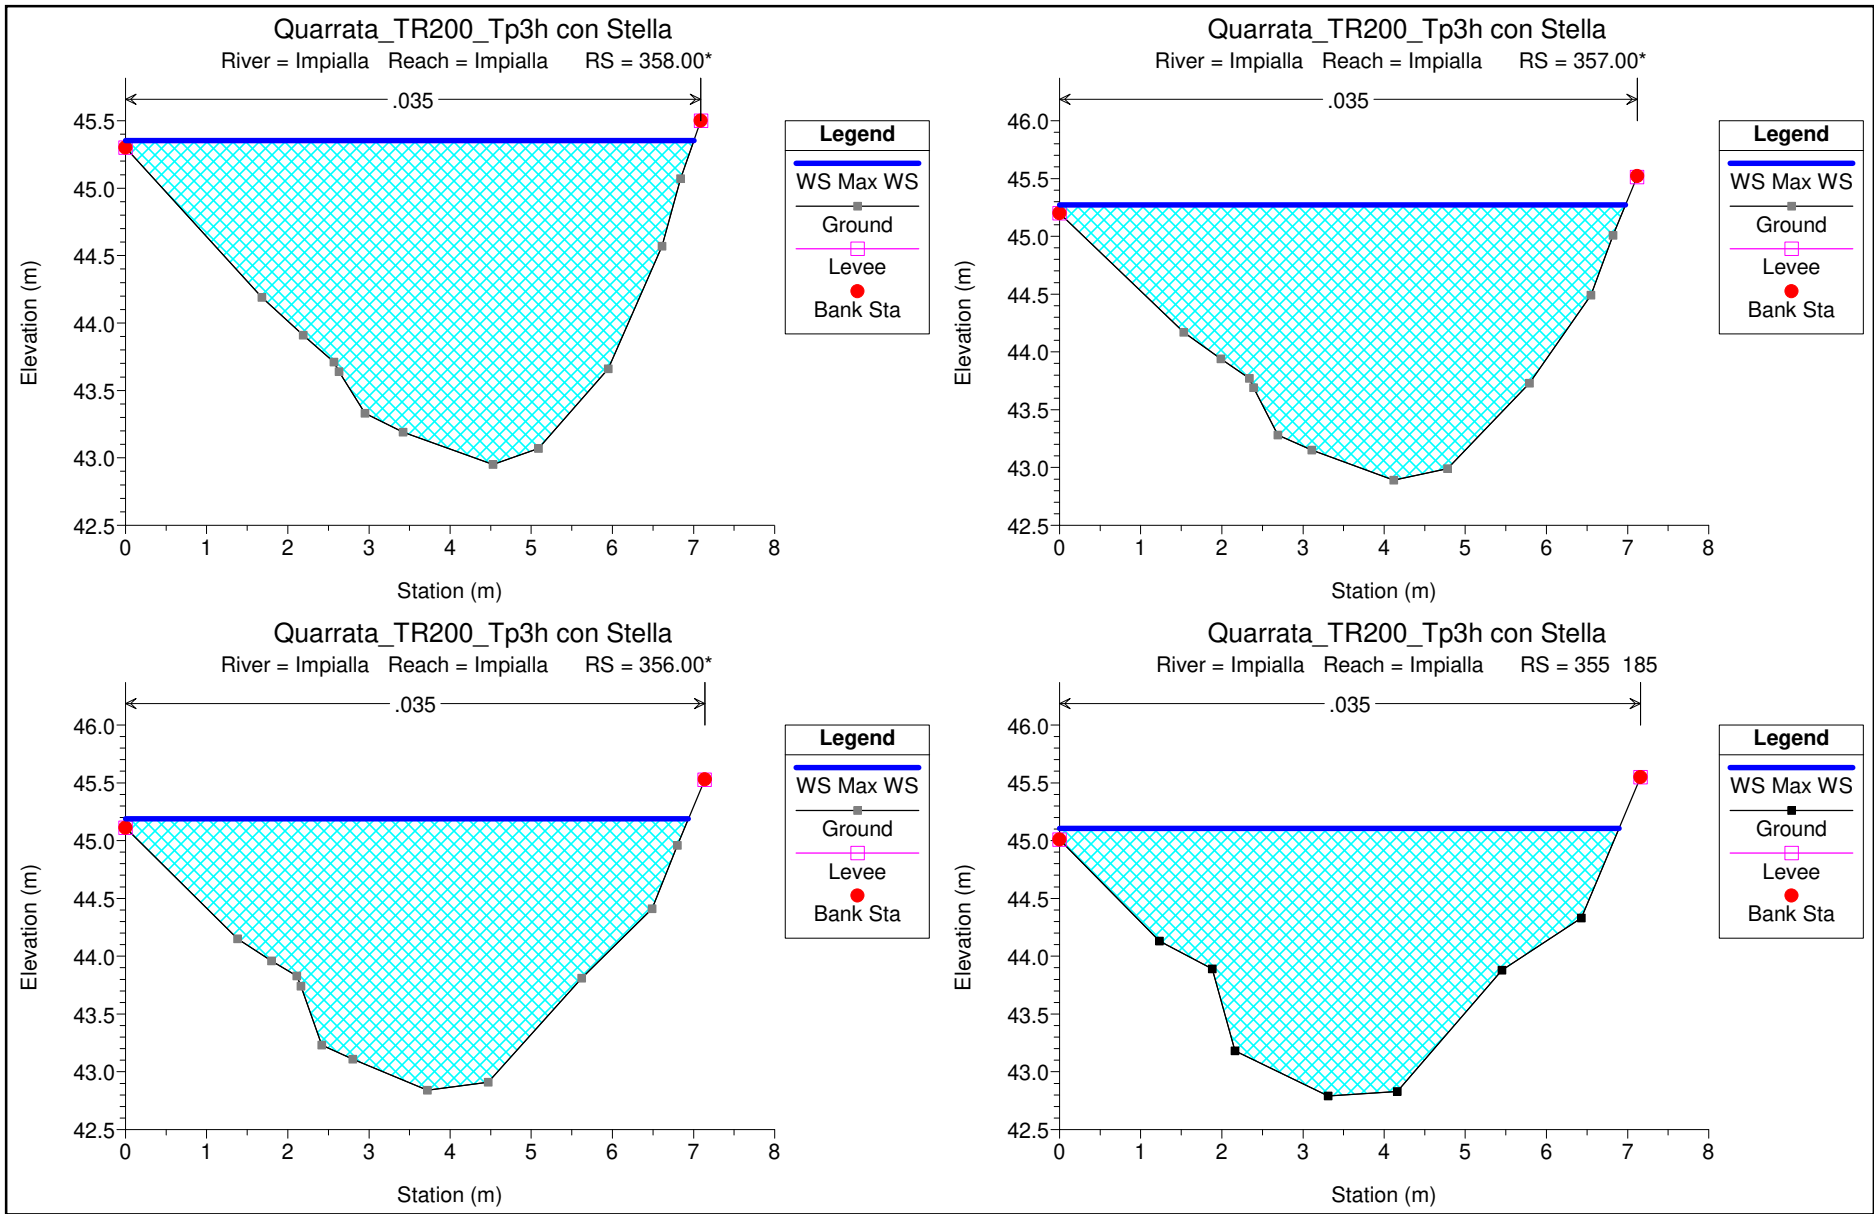 Quarrata_TR200_Tp3h con Stella
River = Impialla Reach = Impialla RS = 358.00*
.035
45.5
45.0
44.5
44.0
43.5
43.0
42.5
Elevation (m)
0 1 2 3 4 5 6 7 8
Station (m)
Legend
WS Max WS
Ground
Levee
Bank Sta
Quarrata_TR200_Tp3h con Stella
River = Impialla Reach = Impialla RS = 357.00*
.035
46.0
45.5
45.0
44.5
44.0
43.5
43.0
42.5
Elevation (m)
0 1 2 3 4 5 6 7 8
Station (m)
Legend
WS Max WS
Ground
Levee
Bank Sta
Quarrata_TR200_Tp3h con Stella
River = Impialla Reach = Impialla RS = 356.00*
.035
46.0
45.5
45.0
44.5
44.0
43.5
43.0
42.5
Elevation (m)
0 1 2 3 4 5 6 7 8
Station (m)
Legend
WS Max WS
Ground
Levee
Bank Sta
Quarrata_TR200_Tp3h con Stella
River = Impialla Reach = Impialla RS = 355 185
.035
46.0
45.5
45.0
44.5
44.0
43.5
43.0
42.5
Elevation (m)
0 1 2 3 4 5 6 7 8
Station (m)
Legend
WS Max WS
Ground
Levee
Bank Sta